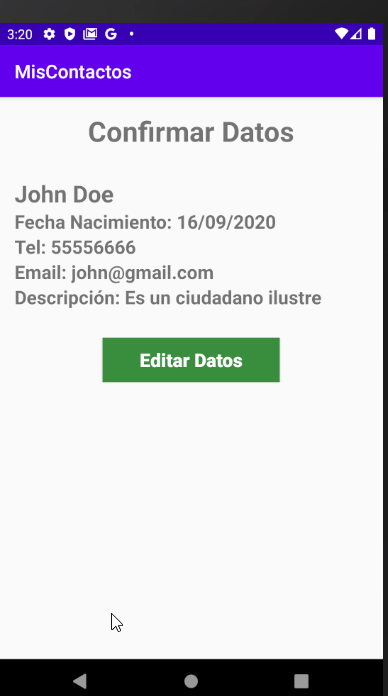 3:20
MisContactos
Confirmar Datos
John Doe
Fecha Nacimiento: 16/09/2020
Tel: 55556666
Email: john@gmail.com
Descripción: Es un ciudadano ilustre
Editar Datos